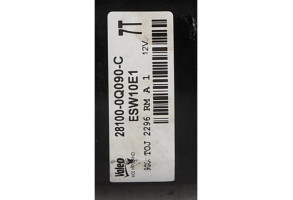 7T
28100-0Q090-C
ESW10E1
12V
TOJ 2296 RM A 1
Valeo